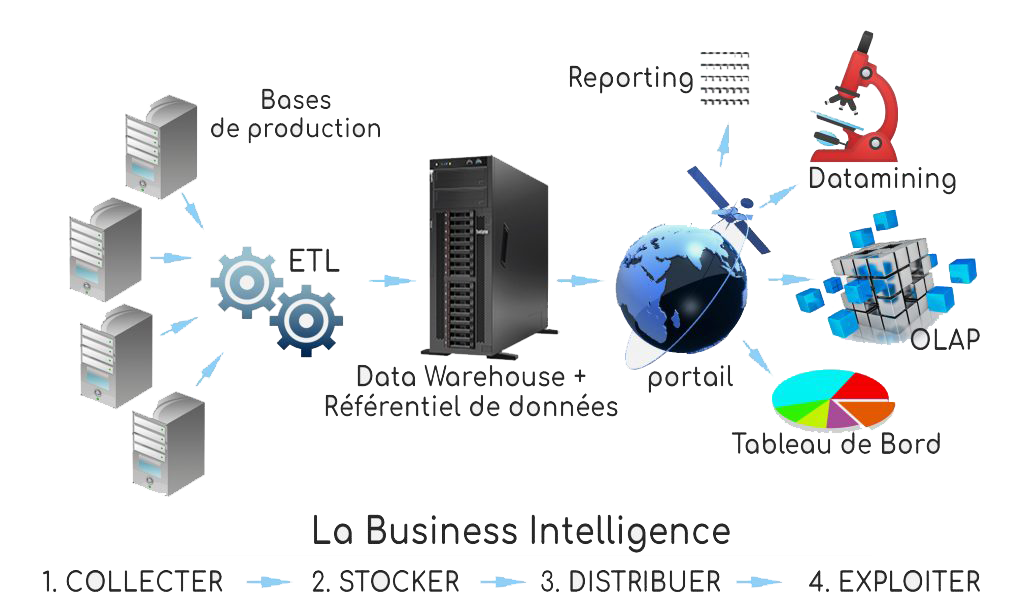 Bases
de production
ETL
Data Warehouse +
Référentiel de données
portail
Reporting
Datamining
OLAP
Tableau de Bord
La Business Intelligence
1. COLLECTER
2. STOCKER
3. DISTRIBUER
4. EXPLOITER